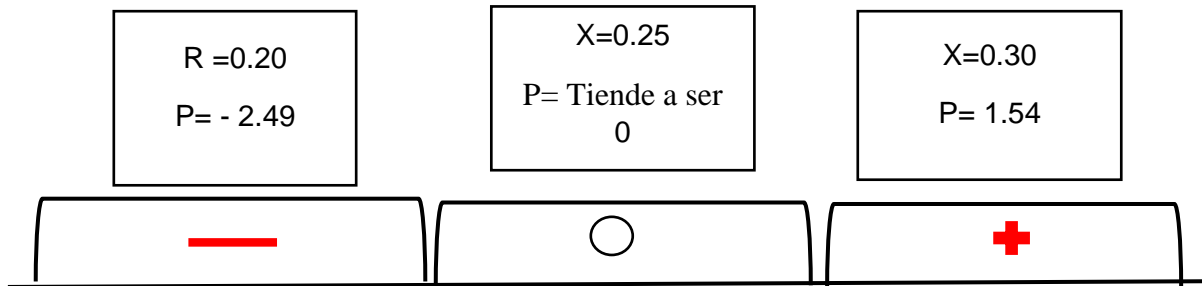 R =0.20
P= - 2.49
X=0.25
P= Tiende a ser
0
X=0.30
P= 1.54